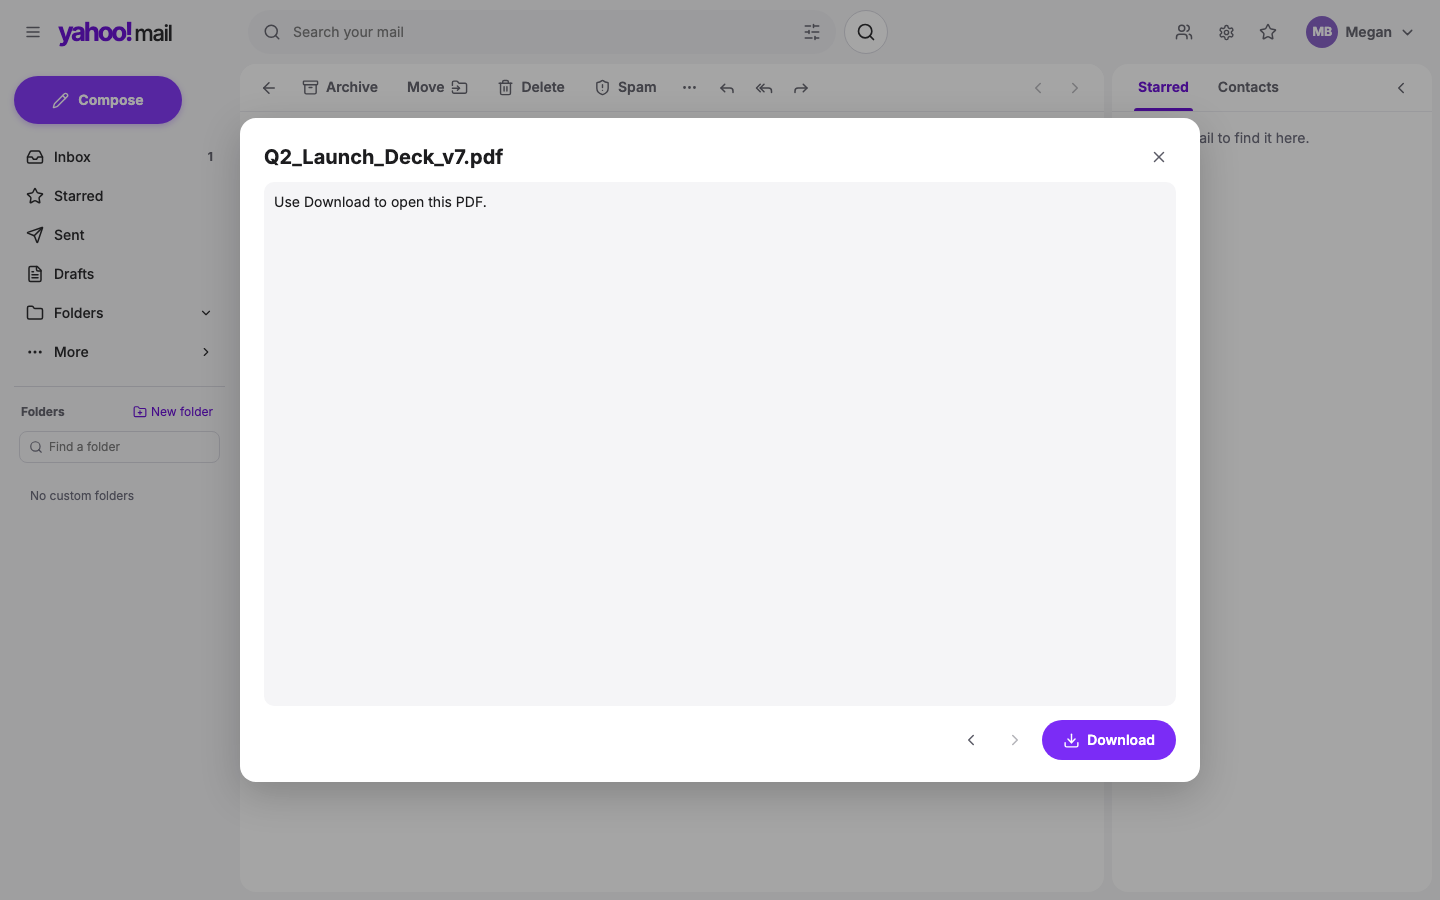 yahoo!mail
Search your mail
MB Megan
Compose
Archive
Move
Delete
Spam
Starred
Contacts
Inbox 1
Starred
Sent
Drafts
Folders
More
Folders
New folder
Find a folder
No custom folders
ail to find it here.
Q2_Launch_Deck_v7.pdf
Use Download to open this PDF.
Download